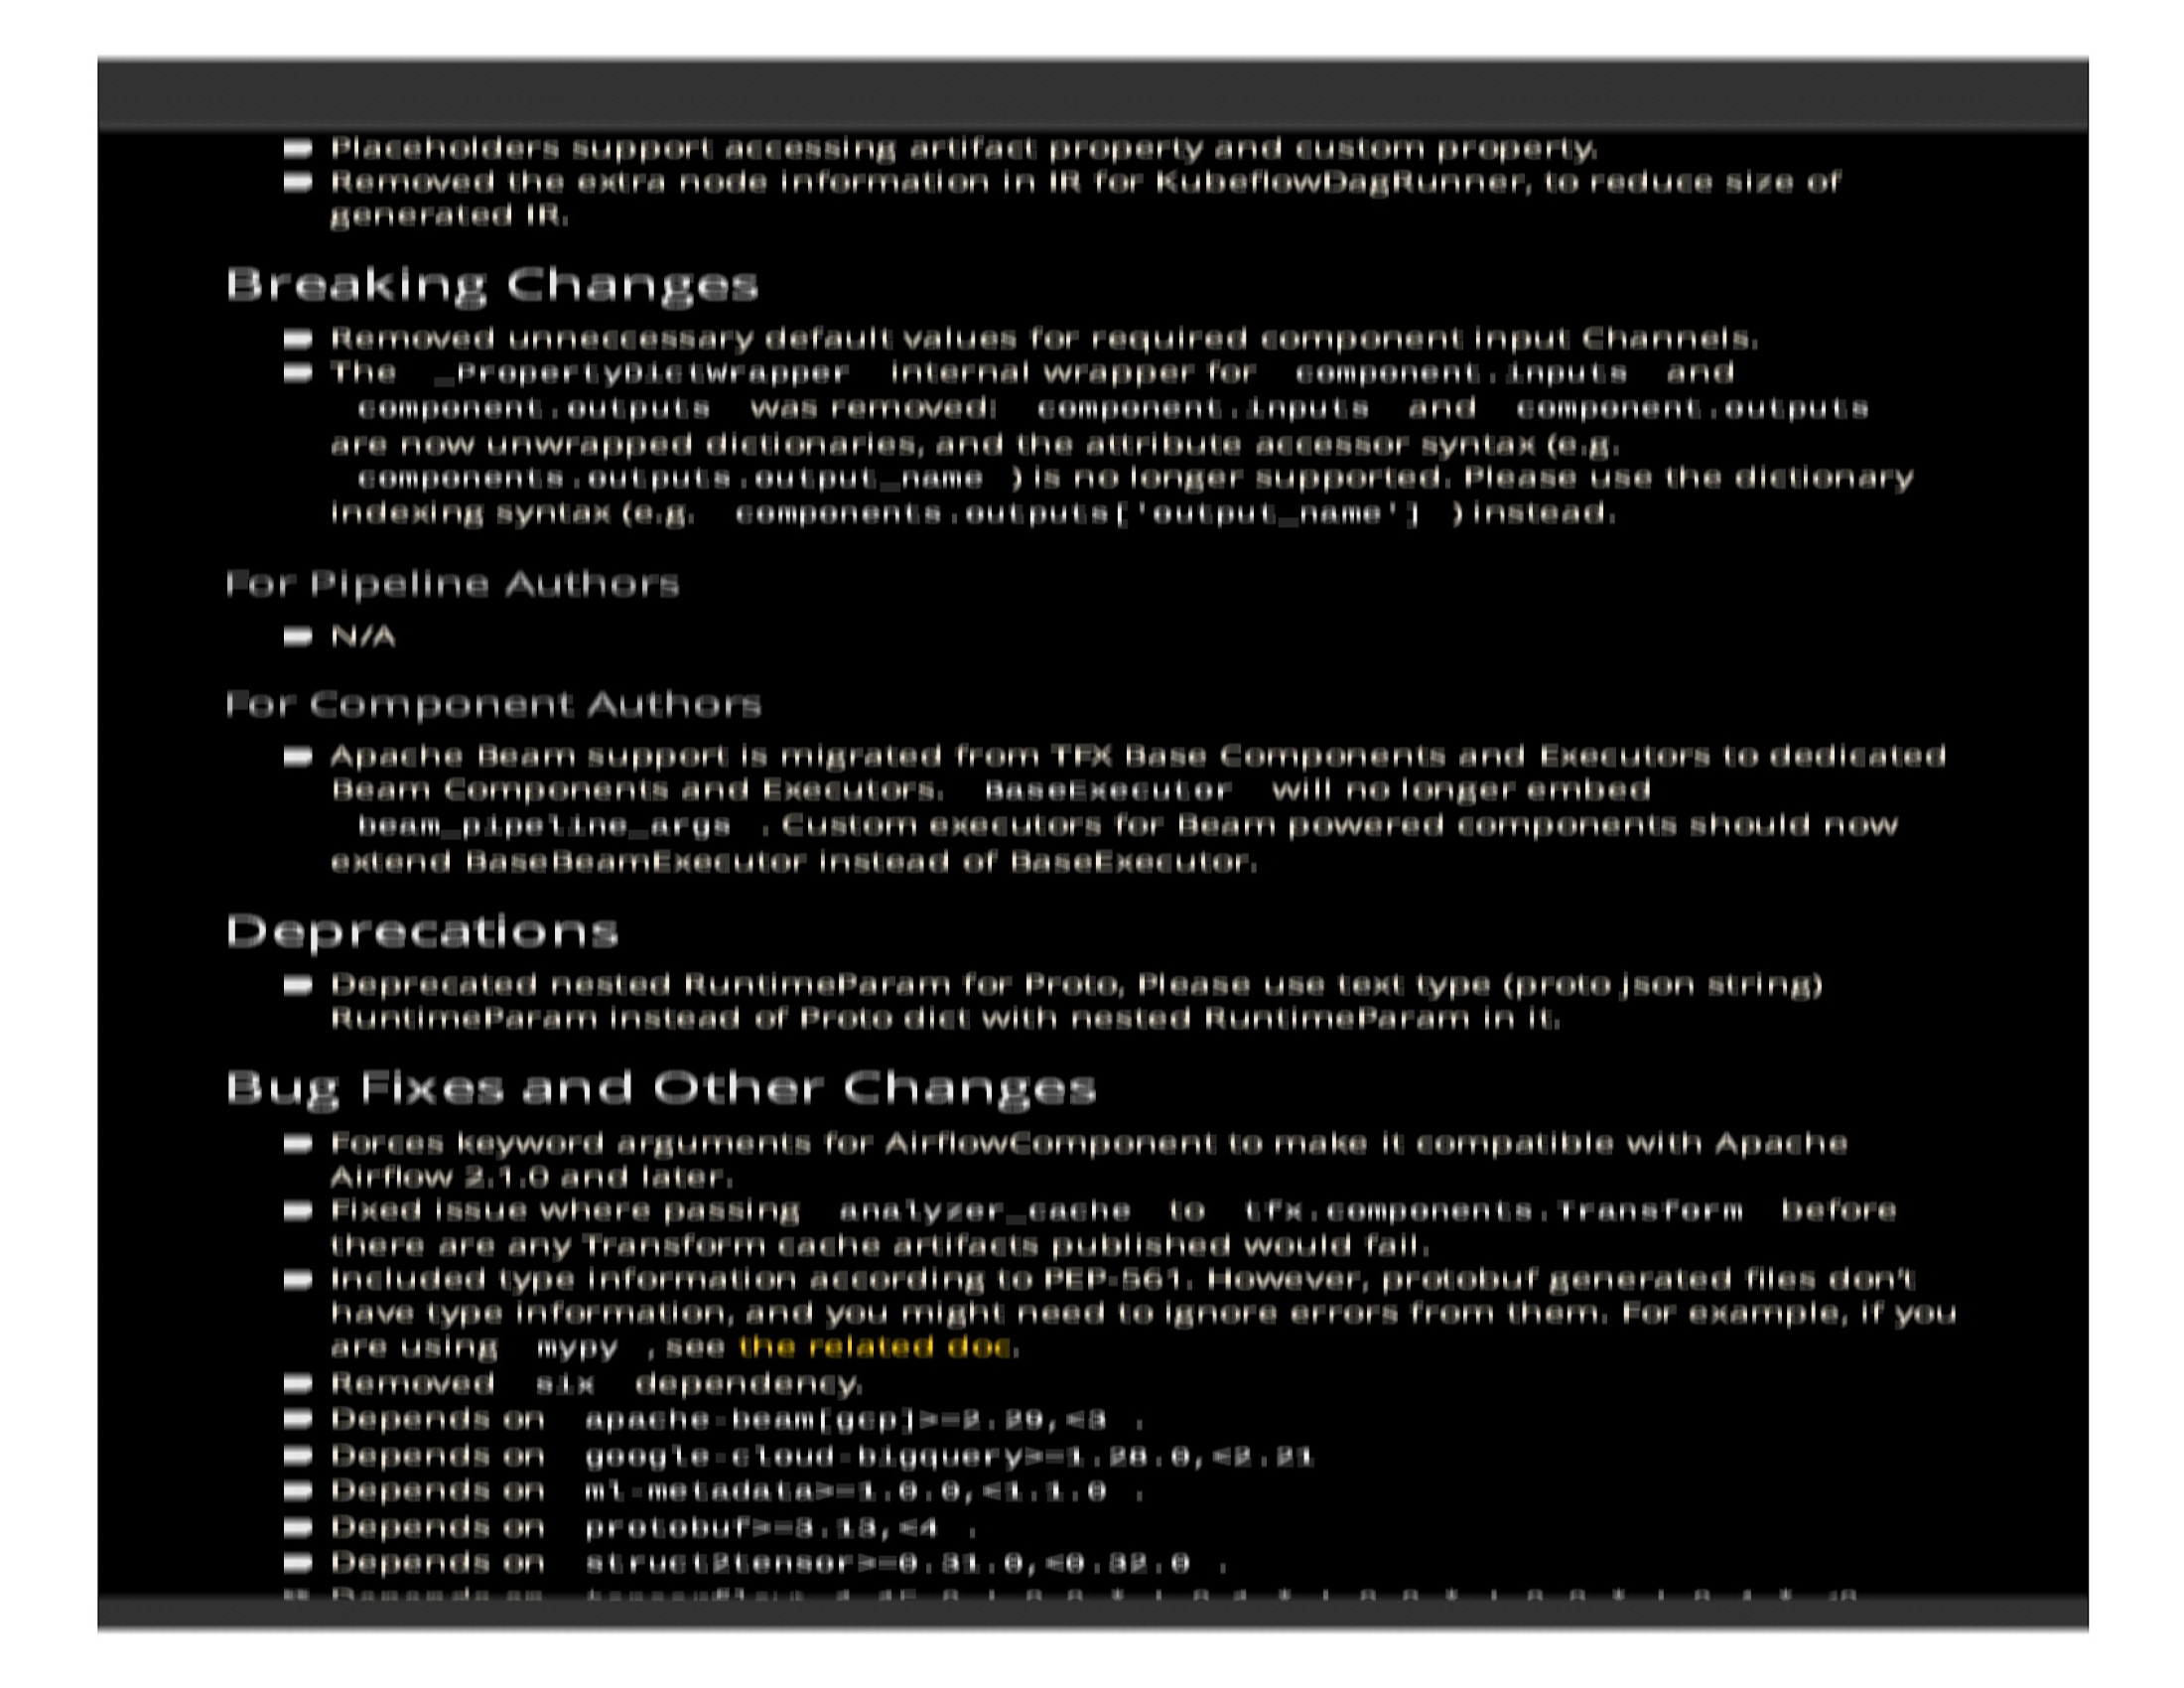 Placeholders support accessing artifact property and custom property.
Removed the extra node information in IR for KubeflowDagRunner, to reduce size of
generated IR.
Breaking Changes
Removed unneccessary default values for required component input Channels.
The _PropertyDictWrapper internal wrapper for component.inputs and
component.outputs was removed: component.inputs and component.outputs
are now unwrapped dictionaries, and the attribute accessor syntax (e.g.
components.outputs.output_name ) is no longer supported. Please use the dictionary
indexing syntax (e.g. components.outputs['output_name'] ) instead.
For Pipeline Authors
N/A
For Component Authors
Apache Beam support is migrated from TFX Base Components and Executors to dedicated
Beam Components and Executors. BaseExecutor will no longer embed
beam_pipeline_args . Custom executors for Beam powered components should now
extend BaseBeamExecutor instead of BaseExecutor.
Deprecations
Deprecated nested RuntimeParam for Proto, Please use text type (proto json string)
RuntimeParam instead of Proto dict with nested RuntimeParam in it.
Bug Fixes and Other Changes
Forces keyword arguments for AirflowComponent to make it compatible with Apache
Airflow 2.1.0 and later.
Fixed issue where passing analyzer_cache to tfx.components.Transform before
there are any Transform cache artifacts published would fail.
Included type information according to PEP-561. However, protobuf generated files don't
have type information, and you might need to ignore errors from them. For example, if you
are using mypy , see the related doc.
Removed six dependency.
Depends on apache-beam[gcp]>=2.29,<3 .
Depends on google-cloud-bigquery>=1.28.0,<2.21
Depends on ml-metadata>=1.0.0,<1.1.0 .
Depends on protobuf>=3.13,<4 .
Depends on struct2tensor>=0.31.0,<0.32.0 .
Depends on